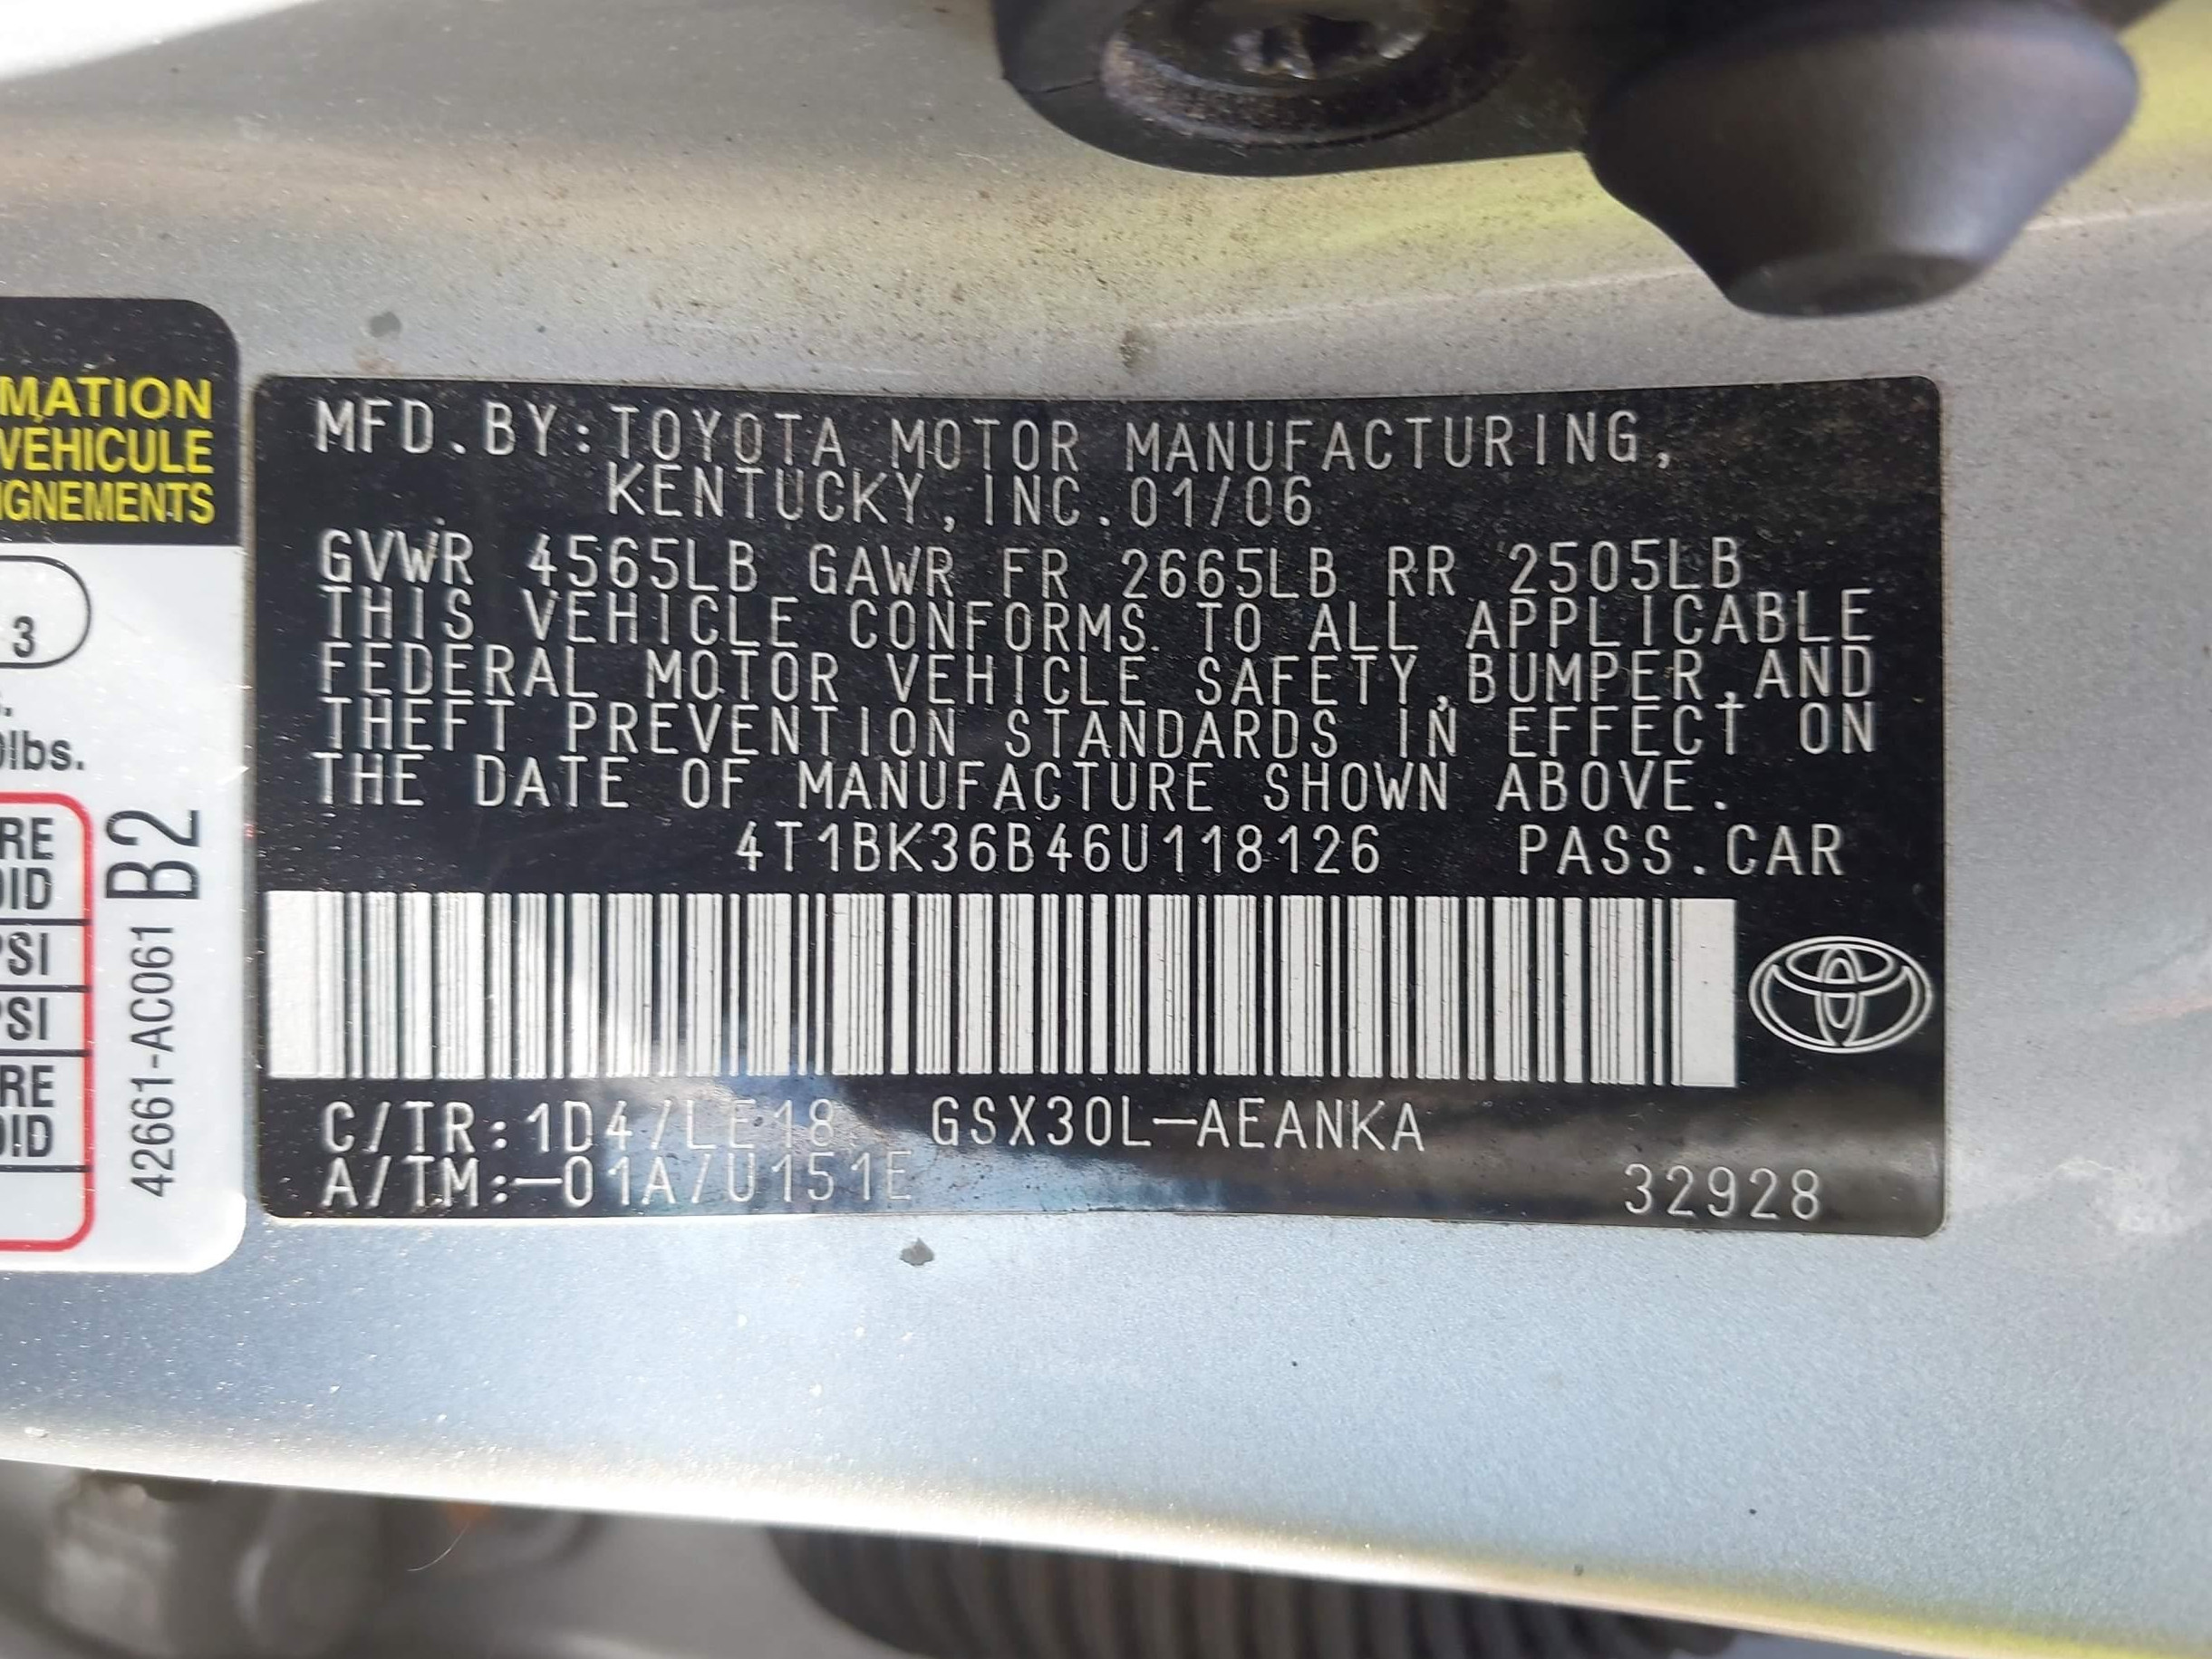 MATION
VÉHICULE
IGNEMENTS
3
lbs.
RE
ID
PSI
PSI
RE
ID
42661-AC061 B2
MFD.BY:TOYOTA MOTOR MANUFACTURING,
KENTUCKY,INC.01/06
GVWR 4565LB GAWR FR 2665LB RR 2505LB
THIS VEHICLE CONFORMS TO ALL APPLICABLE
FEDERAL MOTOR VEHICLE SAFETY,BUMPER,AND
THEFT PREVENTION STANDARDS IN EFFECT ON
THE DATE OF MANUFACTURE SHOWN ABOVE.
4T1BK36B46U118126 PASS.CAR
C/TR:1D4/LE18 GSX30L-AEANKA
A/TM:-01A/U151E 32928